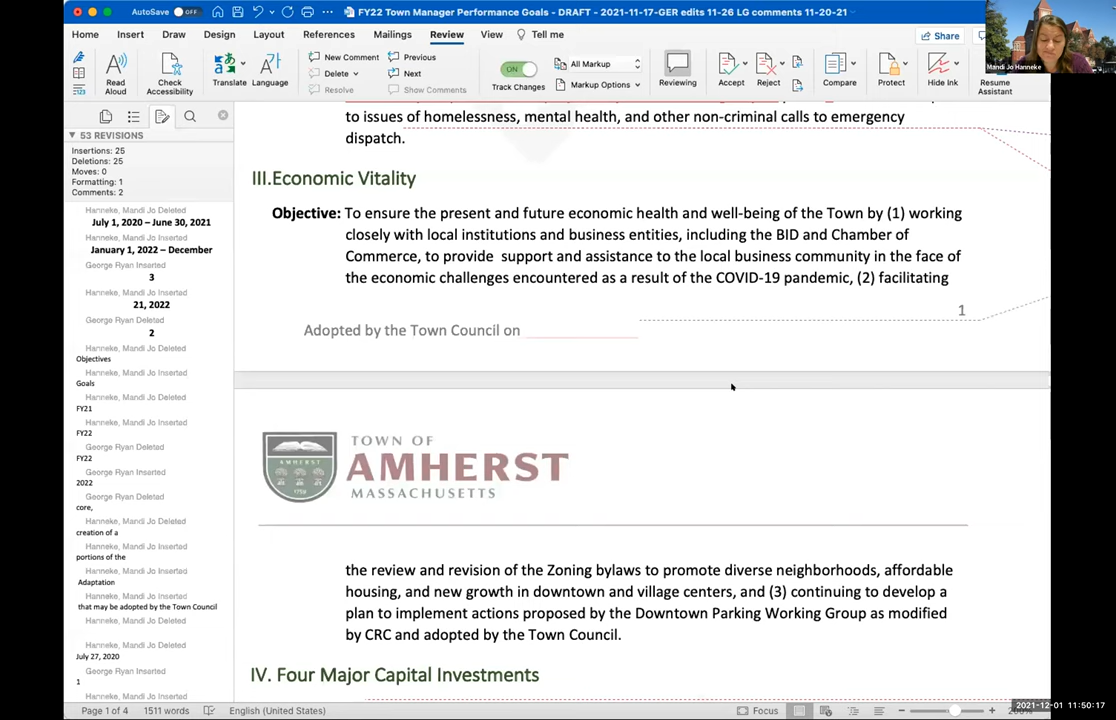 AutoSave OFF FY22 Town Manager Performance Goals - DRAFT - 2021-11-17-GER edits 11-26 LG comments 11-20-21
Home Insert Draw Design Layout References Mailings Review View Tell me Share
Mandi Jo Hanneke
Read Aloud
Check Accessibility
Translate
Language
New Comment
Delete
Resolve
Previous
Next
Show Comments
ON
Track Changes
All Markup
Markup Options
Reviewing
Accept
Reject
Compare
Protect
Hide Ink
Resume Assistant
53 REVISIONS
Insertions: 25
Deletions: 25
Moves: 0
Formatting: 1
Comments: 2
Hanneke, Mandi Jo Deleted
July 1, 2020 – June 30, 2021
Hanneke, Mandi Jo Inserted
January 1, 2022 – December
George Ryan Inserted
3
Hanneke, Mandi Jo Inserted
21, 2022
George Ryan Deleted
2
Hanneke, Mandi Jo Deleted
Objectives
Hanneke, Mandi Jo Inserted
Goals
Hanneke, Mandi Jo Deleted
FY21
Hanneke, Mandi Jo Inserted
FY22
George Ryan Deleted
FY22
George Ryan Inserted
2022
George Ryan Deleted
core,
Hanneke, Mandi Jo Deleted
creation of a
Hanneke, Mandi Jo Inserted
portions of the
Hanneke, Mandi Jo Deleted
Adaptation
Hanneke, Mandi Jo Inserted
that may be adopted by the Town Council
Hanneke, Mandi Jo Deleted
Hanneke, Mandi Jo Deleted
July 27, 2020
George Ryan Inserted
1
Hanneke, Mandi Jo Inserted
to issues of homelessness, mental health, and other non-criminal calls to emergency
dispatch.
III.Economic Vitality
Objective: To ensure the present and future economic health and well-being of the Town by (1) working
closely with local institutions and business entities, including the BID and Chamber of
Commerce, to provide support and assistance to the local business community in the face of
the economic challenges encountered as a result of the COVID-19 pandemic, (2) facilitating
1
Adopted by the Town Council on
AMHERST
1759
TOWN OF
AMHERST
MASSACHUSETTS
the review and revision of the Zoning bylaws to promote diverse neighborhoods, affordable
housing, and new growth in downtown and village centers, and (3) continuing to develop a
plan to implement actions proposed by the Downtown Parking Working Group as modified
by CRC and adopted by the Town Council.
IV. Four Major Capital Investments
Page 1 of 4 1511 words English (United States) Focus
2021-12-01 11:50:17